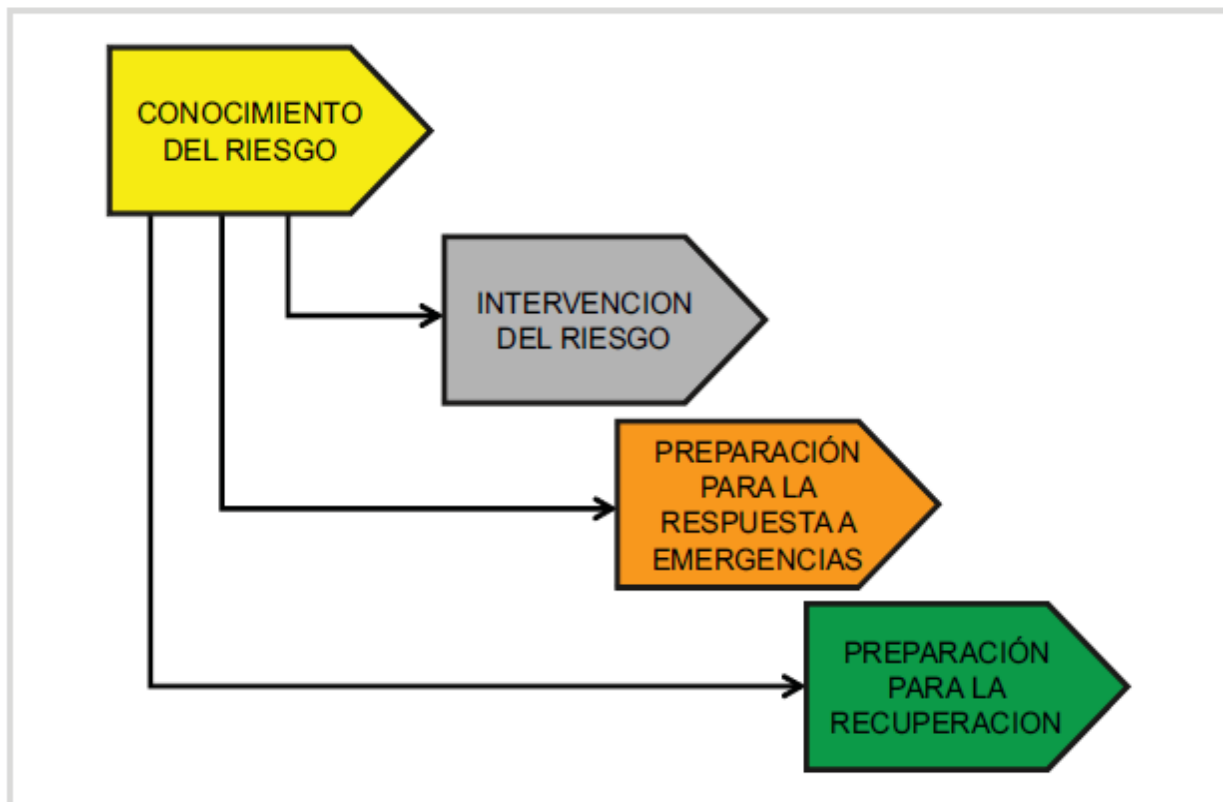 CONOCIMIENTO
DEL RIESGO
INTERVENCION
DEL RIESGO
PREPARACIÓN
PARA LA
RESPUESTA A
EMERGENCIAS
PREPARACIÓN
PARA LA
RECUPERACION